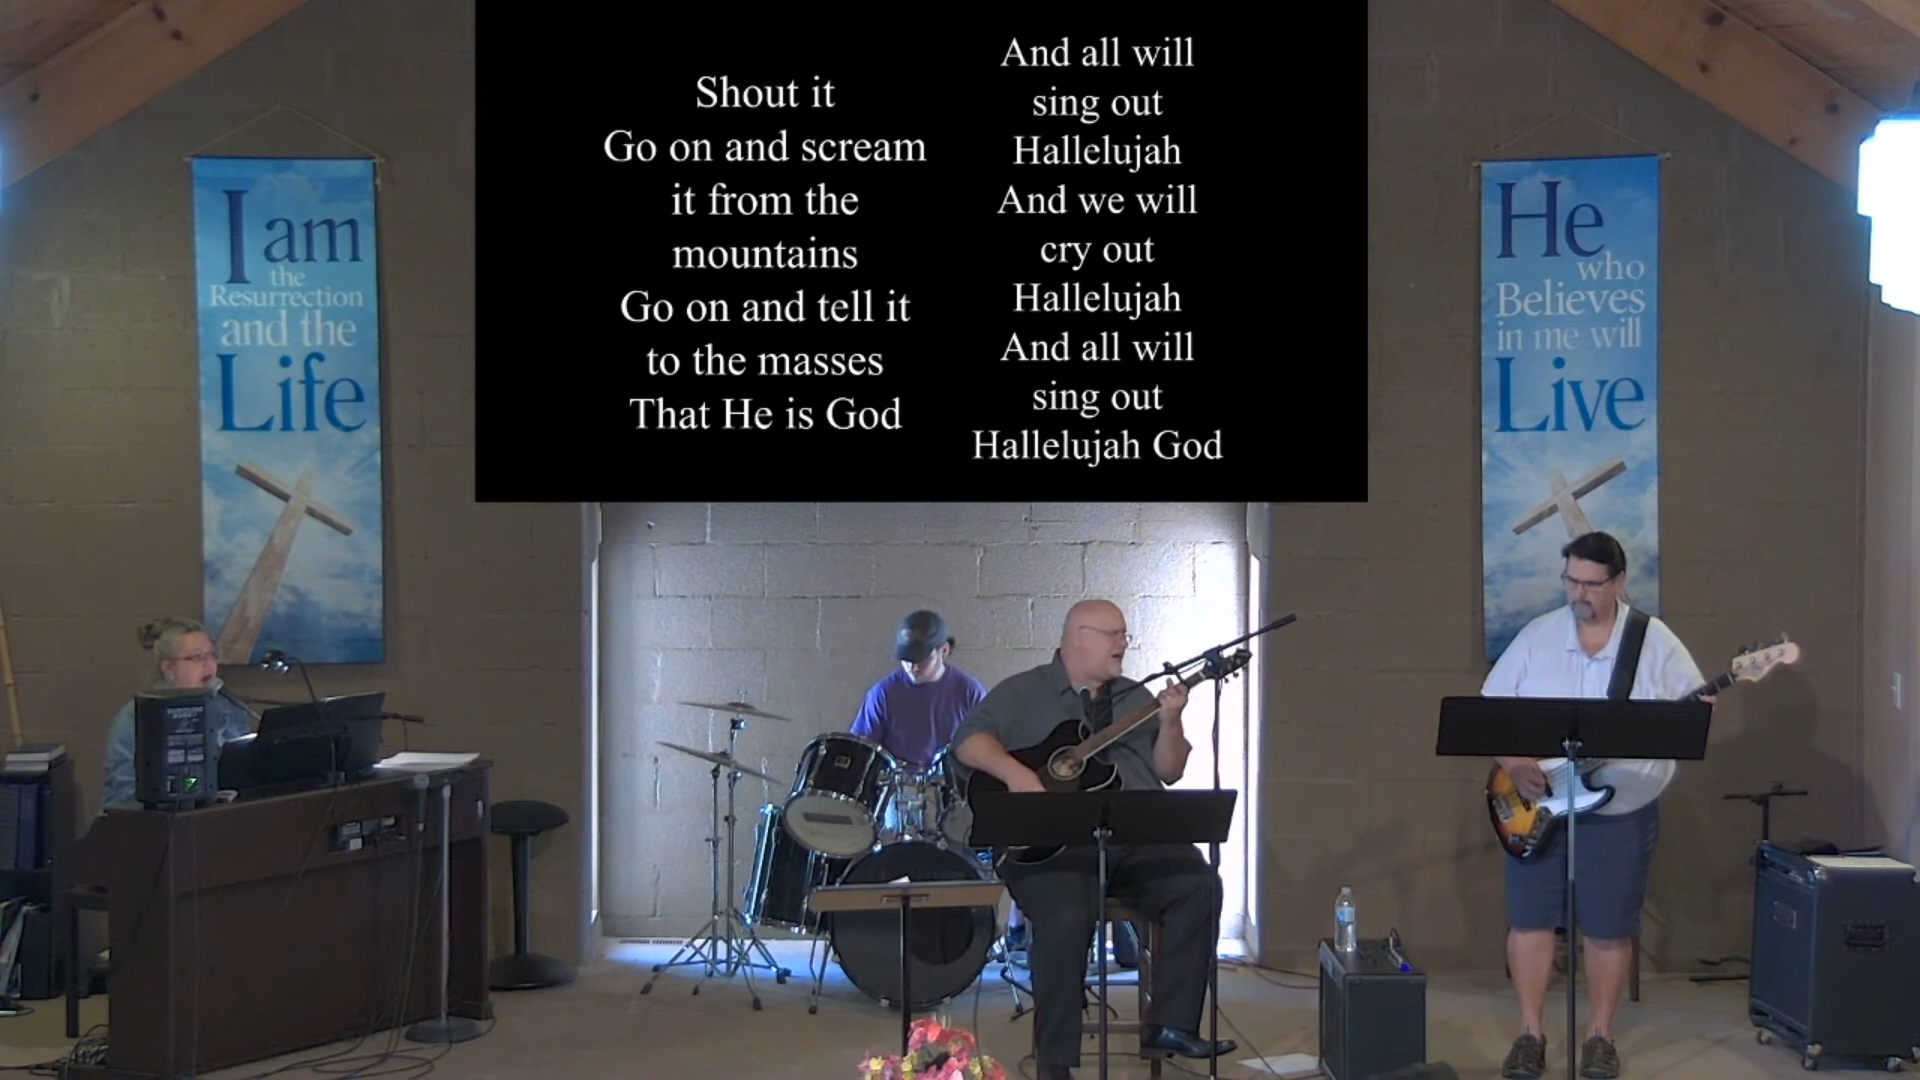 Shout it
Go on and scream
it from the
mountains
Go on and tell it
to the masses
That He is God
And all will
sing out
Hallelujah
And we will
cry out
Hallelujah
And all will
sing out
Hallelujah God
I am
the
Resurrection
and the
Life
He
who
Believes
in me will
Live